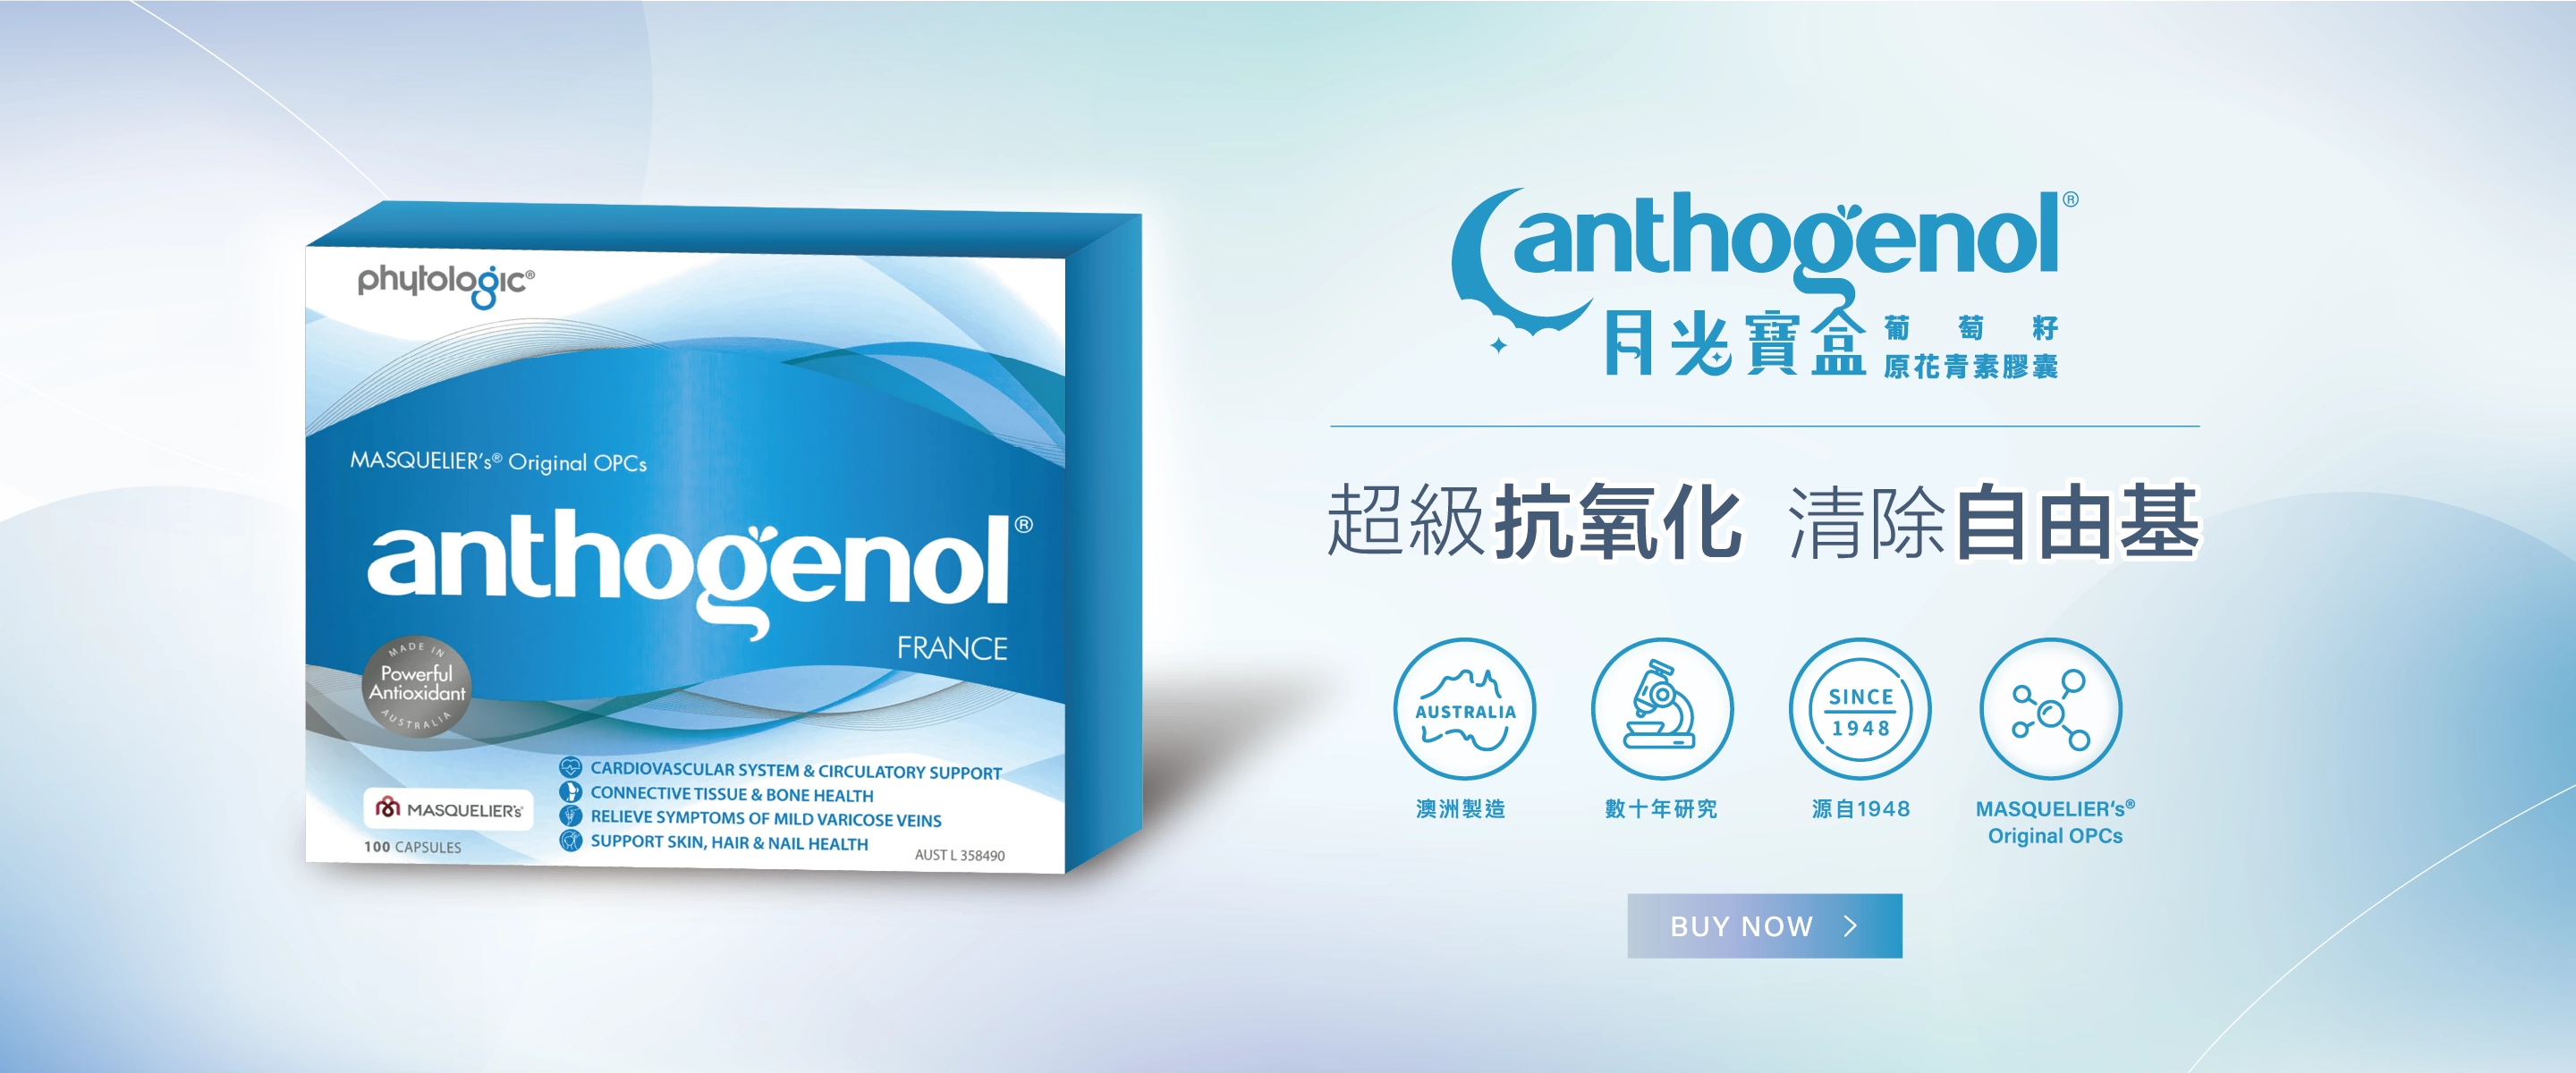 phytologic®
MASQUELIER's® Original OPCs
anthogenol®
FRANCE
MADE IN
Powerful
Antioxidant
AUSTRALIA
MASQUELIER's®
100 CAPSULES
CARDIOVASCULAR SYSTEM & CIRCULATORY SUPPORT
CONNECTIVE TISSUE & BONE HEALTH
RELIEVE SYMPTOMS OF MILD VARICOSE VEINS
SUPPORT SKIN, HAIR & NAIL HEALTH
AUST L 358490
anthogenol®
月光寶盒
葡萄籽
原花青素膠囊
超級抗氧化 清除自由基
AUSTRALIA
澳洲製造
數十年研究
SINCE
1948
源自1948
MASQUELIER's®
Original OPCs
BUY NOW >